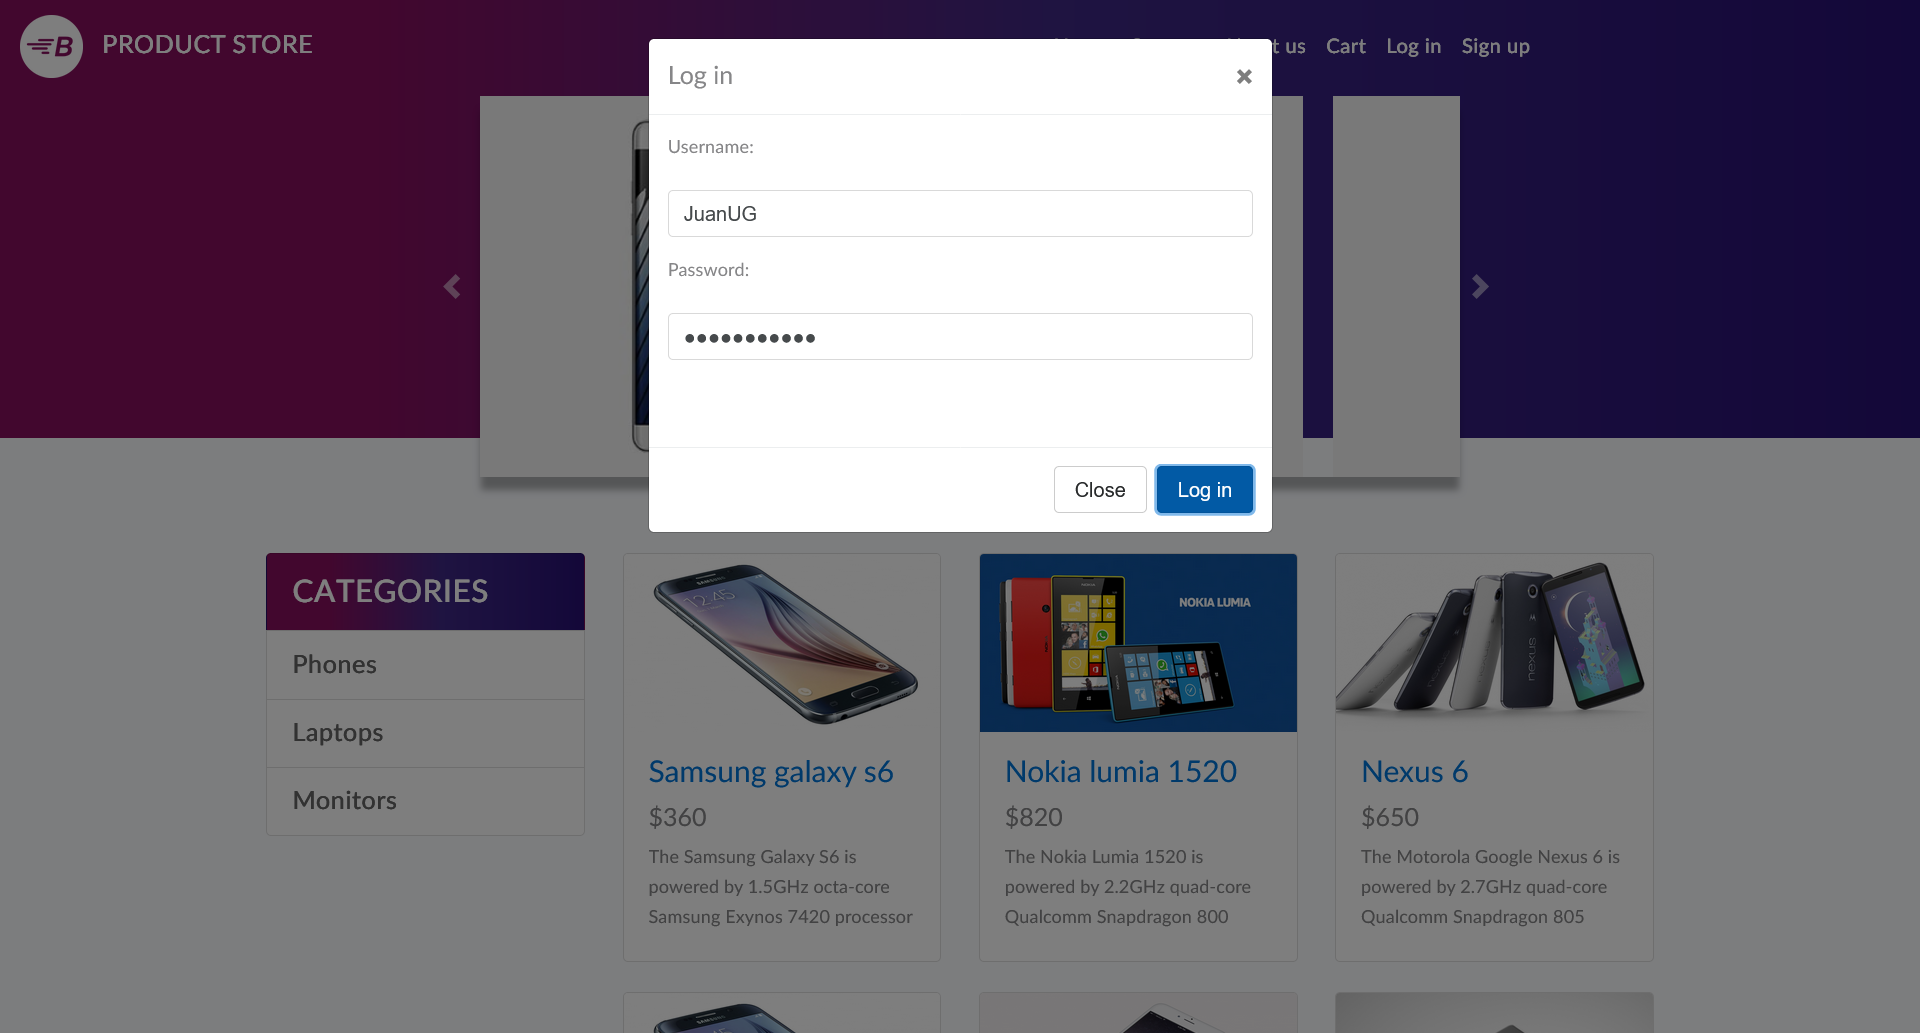 PRODUCT STORE
t us Cart Log in Sign up
Log in
Username:
JuanUG
Password:
Close Log in
CATEGORIES
Phones
Laptops
Monitors
SAMSUNG
12:45
NOKIA LUMIA
nexus
Samsung galaxy s6
$360
The Samsung Galaxy S6 is
powered by 1.5GHz octa-core
Samsung Exynos 7420 processor
Nokia lumia 1520
$820
The Nokia Lumia 1520 is
powered by 2.2GHz quad-core
Qualcomm Snapdragon 800
Nexus 6
$650
The Motorola Google Nexus 6 is
powered by 2.7GHz quad-core
Qualcomm Snapdragon 805